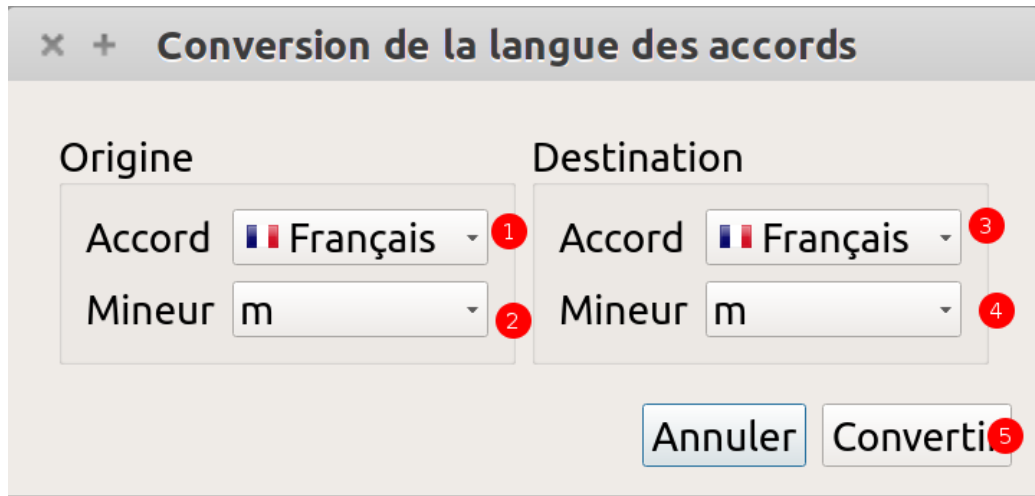 Conversion de la langue des accords
Origine
Accord Français 1
Mineur m 2
Destination
Accord Français 3
Mineur m 4
Annuler Convertir 5